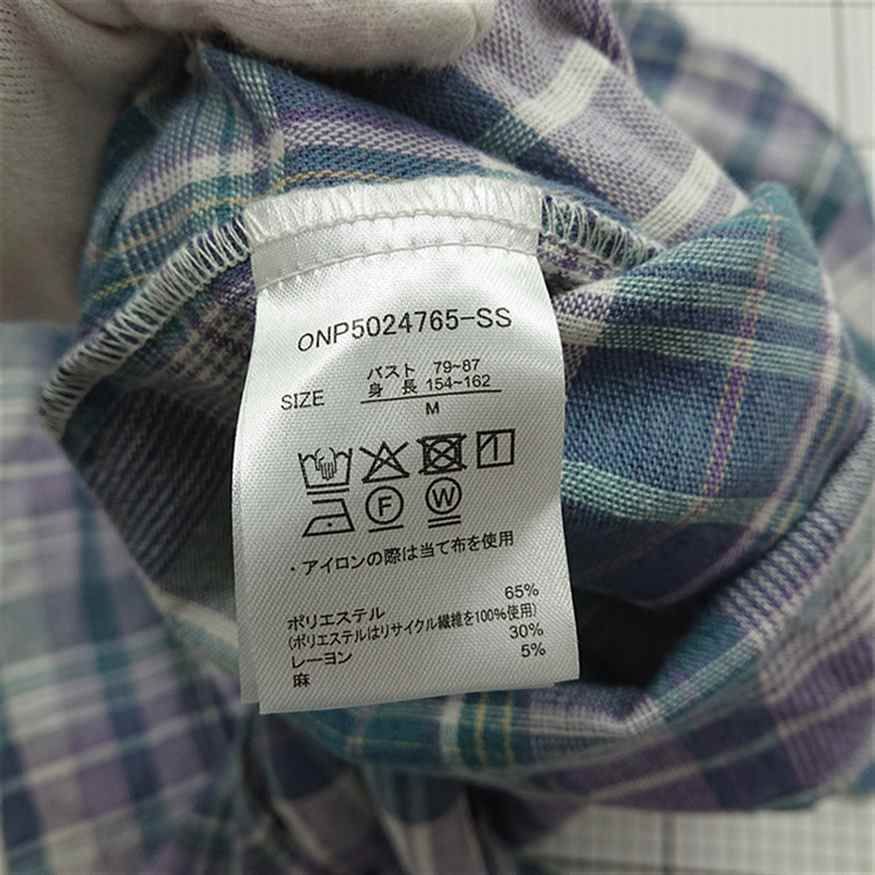 ONP5024765-SS
SIZE
バスト 79~87
身長 154~162
M
F W
・アイロンの際は当て布を使用
ポリエステル 65%
(ポリエステルはリサイクル繊維を100%使用)
レーヨン 30%
麻 5%